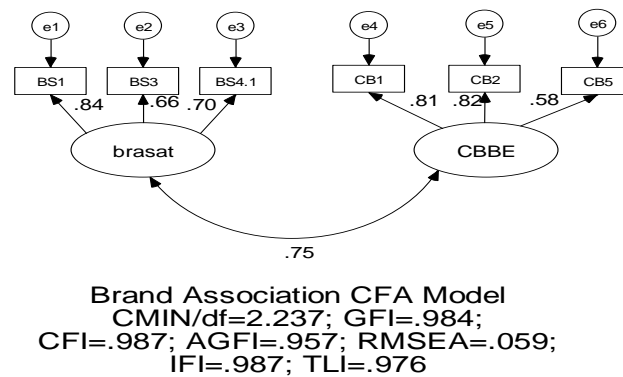 e1 e2 e3 e4 e5 e6
BS1 BS3 BS4.1 CB1 CB2 CB5
.84 .66 .70 .81 .82 .58
brasat CBBE
.75
Brand Association CFA Model
CMIN/df=2.237; GFI=.984;
CFI=.987; AGFI=.957; RMSEA=.059;
IFI=.987; TLI=.976